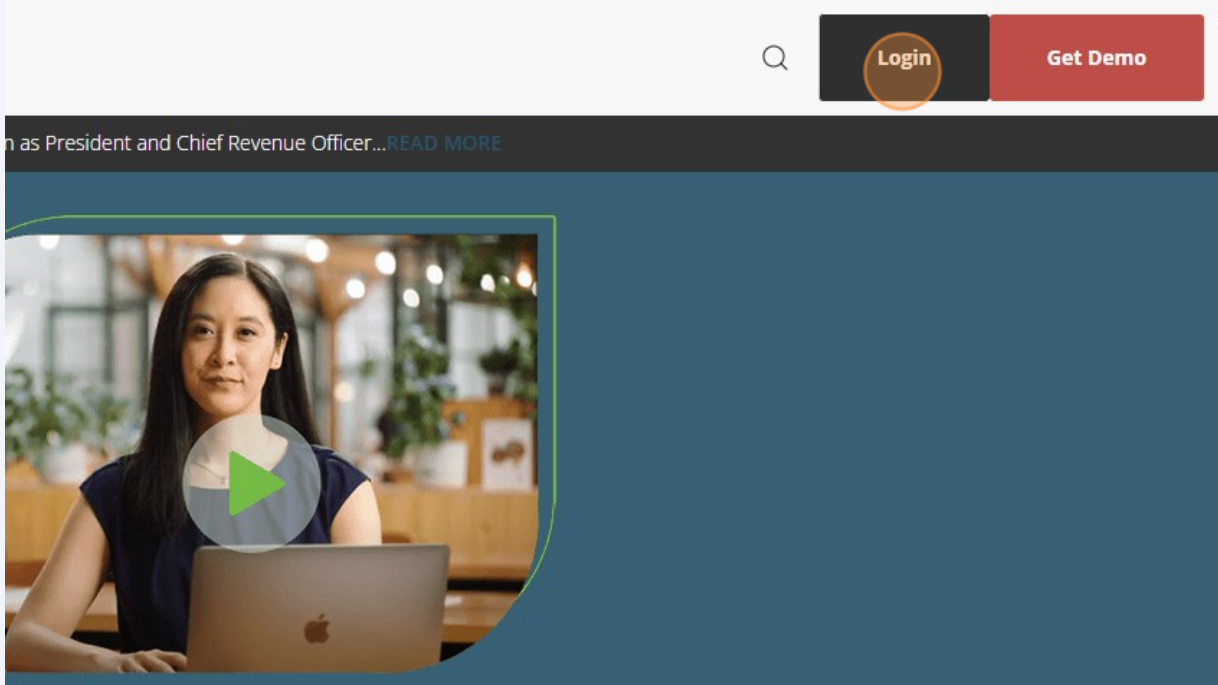 Login
Get Demo
n as President and Chief Revenue Officer...READ MORE